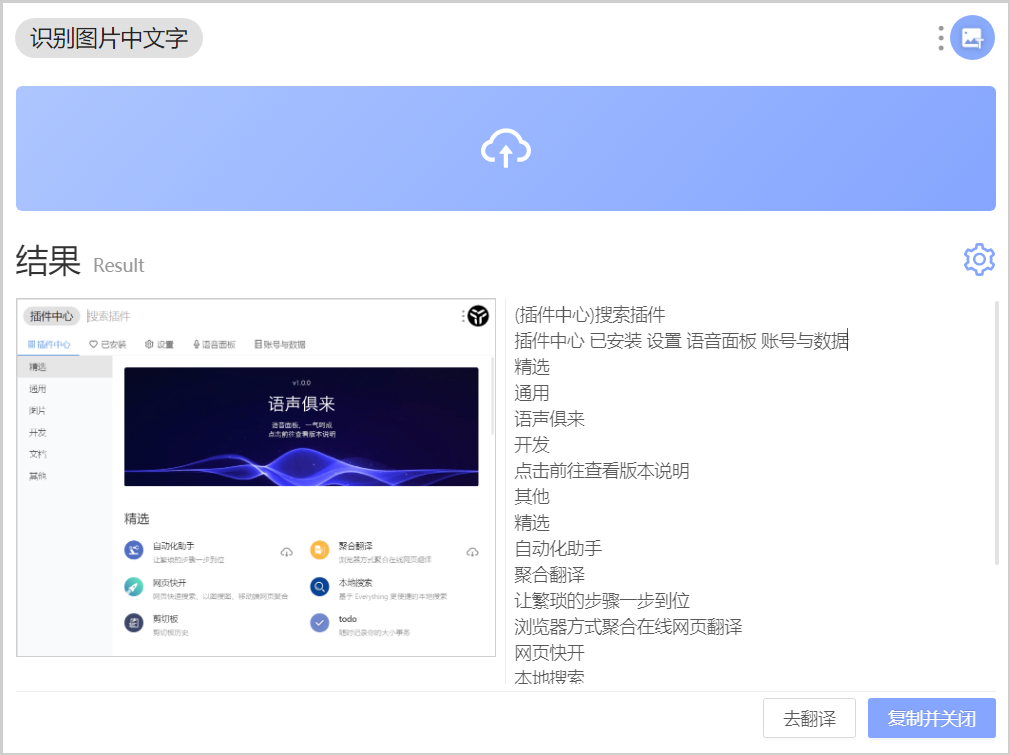 识别图片中文字
结果 Result
插件中心 搜索插件
插件中心 已安装 设置 语音面板 账号与数据
精选
通用
图片
开发
文档
其他
v1.0.0
语声俱来
语音面板，一气呵成
点击前往查看版本说明
精选
自动化助手
让繁琐的步骤一步到位
聚合翻译
浏览器方式聚合在线网页翻译
网页快开
网页快速搜索、以图搜图、移动端网页聚合
本地搜索
基于 Everything 更便捷的本地搜索
剪切板
剪切板历史
todo
随时记录你的大小事务
(插件中心)搜索插件
插件中心 已安装 设置 语音面板 账号与数据
精选
通用
语声俱来
开发
点击前往查看版本说明
其他
精选
自动化助手
聚合翻译
让繁琐的步骤一步到位
浏览器方式聚合在线网页翻译
网页快开
本地搜索
去翻译
复制并关闭